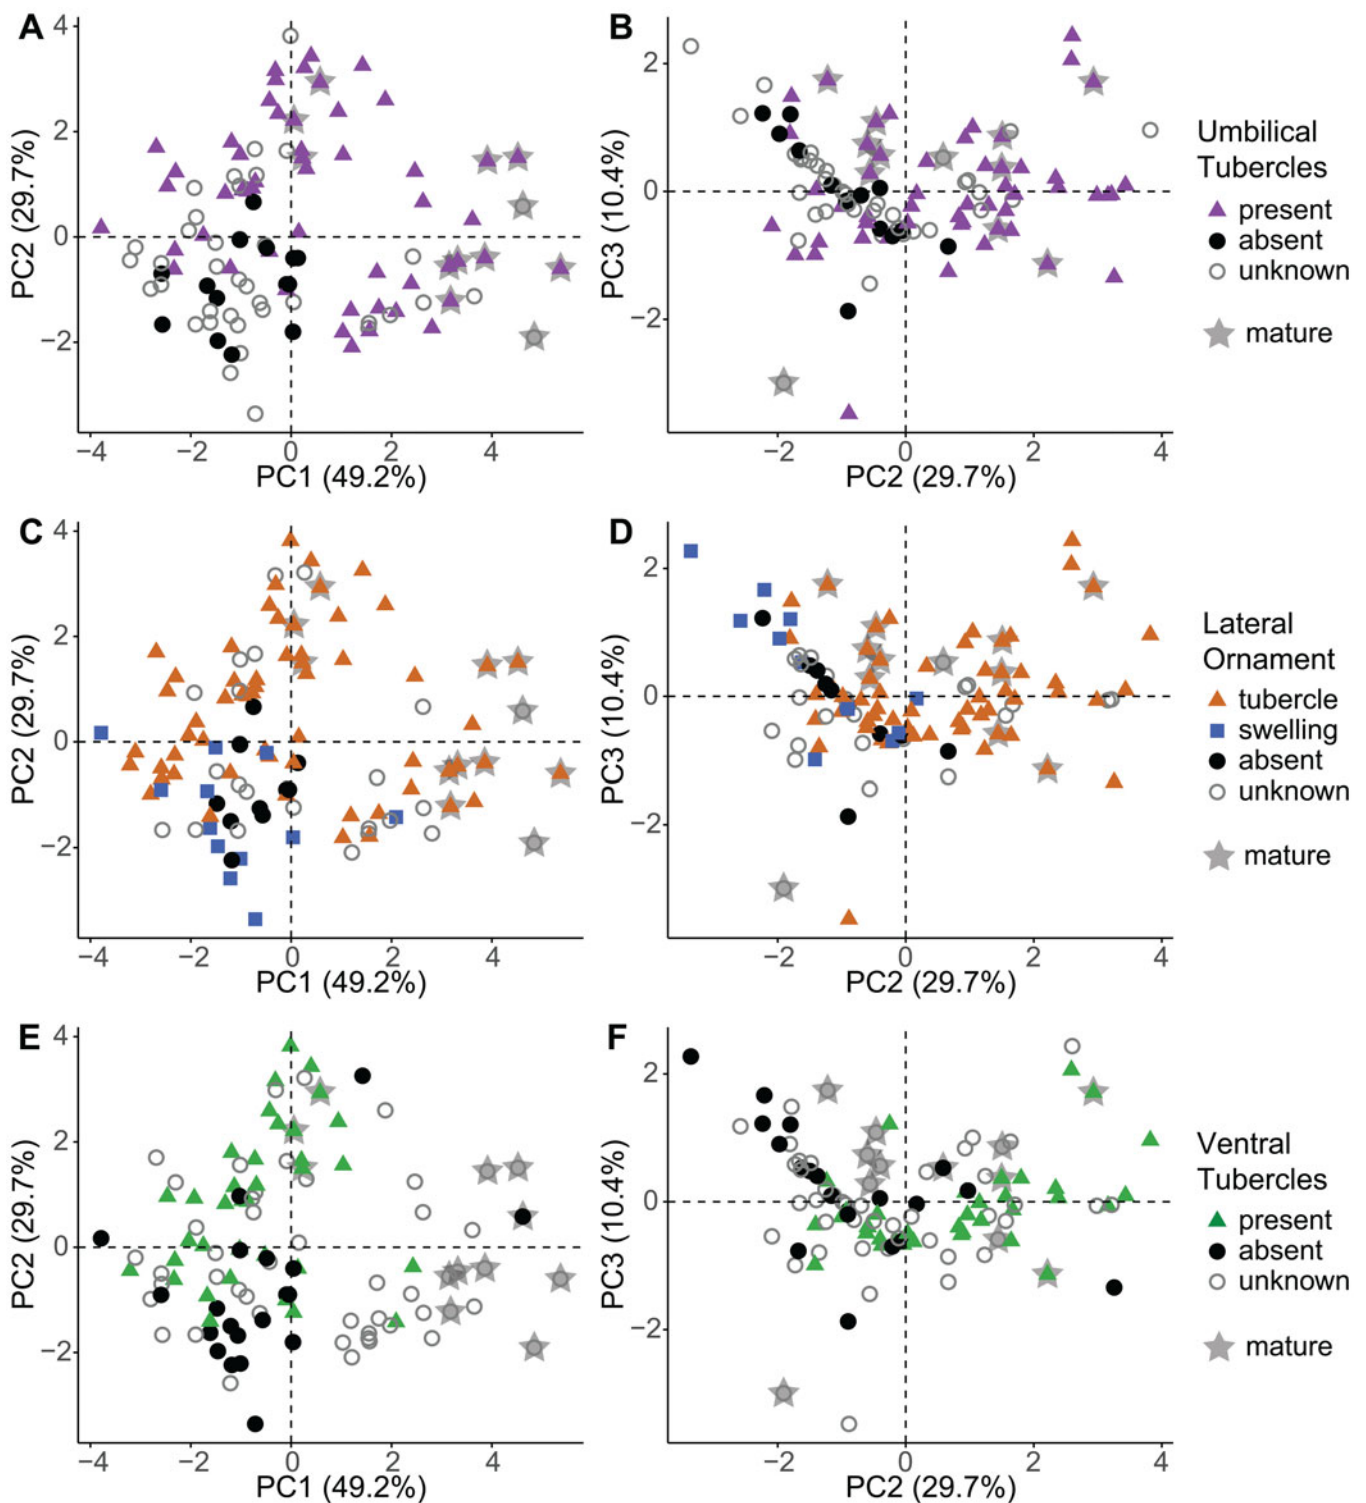 A
4
2
0
−2
−4
−2
0
2
4
PC2 (29.7%)
PC1 (49.2%)
B
2
0
−2
−2
0
2
4
PC3 (10.4%)
PC2 (29.7%)
Umbilical
Tubercles
present
absent
unknown
mature
C
4
2
0
−2
−4
−2
0
2
4
PC2 (29.7%)
PC1 (49.2%)
D
2
0
−2
−2
0
2
4
PC3 (10.4%)
PC2 (29.7%)
Lateral
Ornament
tubercle
swelling
absent
unknown
mature
E
4
2
0
−2
−4
−2
0
2
4
PC2 (29.7%)
PC1 (49.2%)
F
2
0
−2
−2
0
2
4
PC3 (10.4%)
PC2 (29.7%)
Ventral
Tubercles
present
absent
unknown
mature